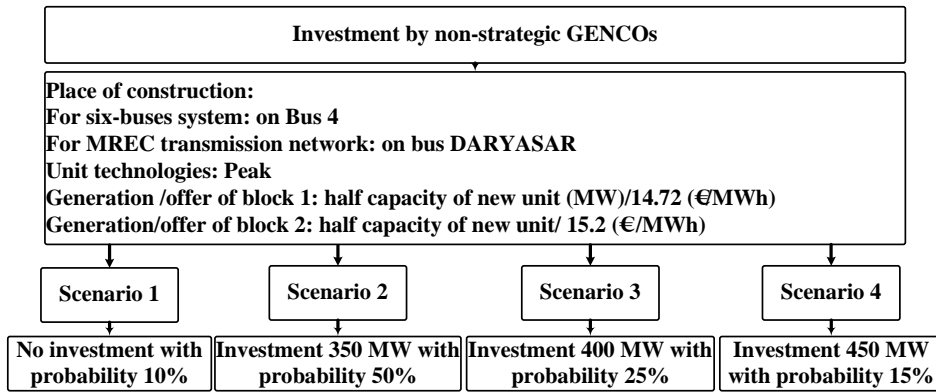 Investment by non-strategic GENCOs
Place of construction:
For six-buses system: on Bus 4
For MREC transmission network: on bus DARYASAR
Unit technologies: Peak
Generation /offer of block 1: half capacity of new unit (MW)/14.72 (€/MWh)
Generation/offer of block 2: half capacity of new unit/ 15.2 (€/MWh)
Scenario 1
Scenario 2
Scenario 3
Scenario 4
No investment with
probability 10%
Investment 350 MW with
probability 50%
Investment 400 MW with
probability 25%
Investment 450 MW
with probability 15%